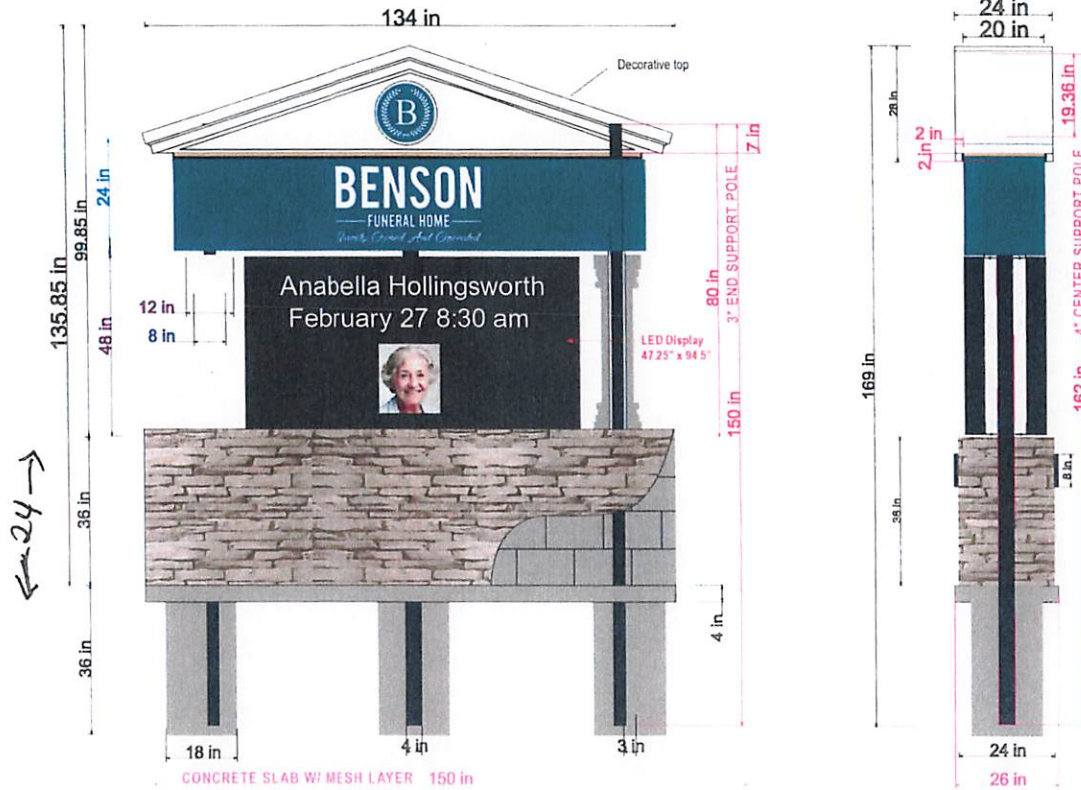 134 in
24 in
20 in
Decorative top
B
BENSON
FUNERAL HOME
Family Owned And Operated
Anabella Hollingsworth
February 27 8:30 am
LED Display
47.25" x 94.5"
7 in
80 in
3" END SUPPORT POLE
150 in
24 in
99.85 in
135.85 in
12 in
8 in
48 in
36 in
←24→
36 in
4 in
18 in
4 in
3 in
CONCRETE SLAB W/ MESH LAYER 150 in
28 in
19.36 in
2 in
2 in
4" CENTER SUPPORT POLE
162 in
169 in
8 in
24 in
26 in